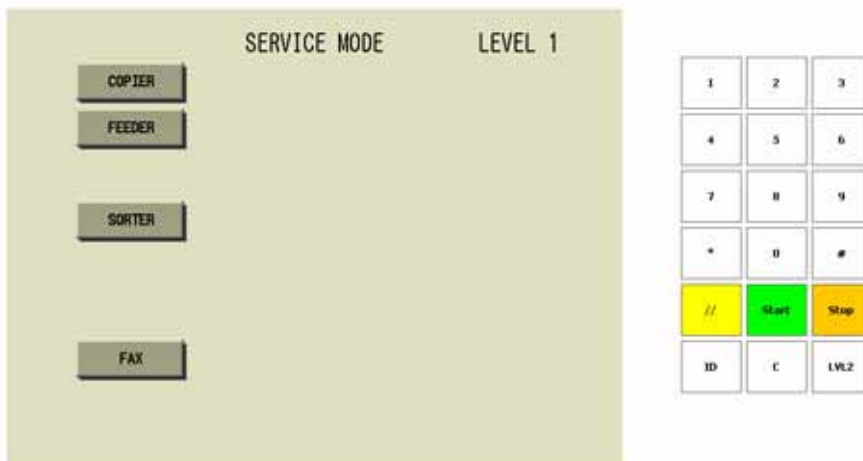 SERVICE MODE LEVEL 1
COPIER
FEEDER
SORTER
FAX
1 2 3
4 5 6
7 8 9
* 0 #
// Start Stop
ID C LVL2